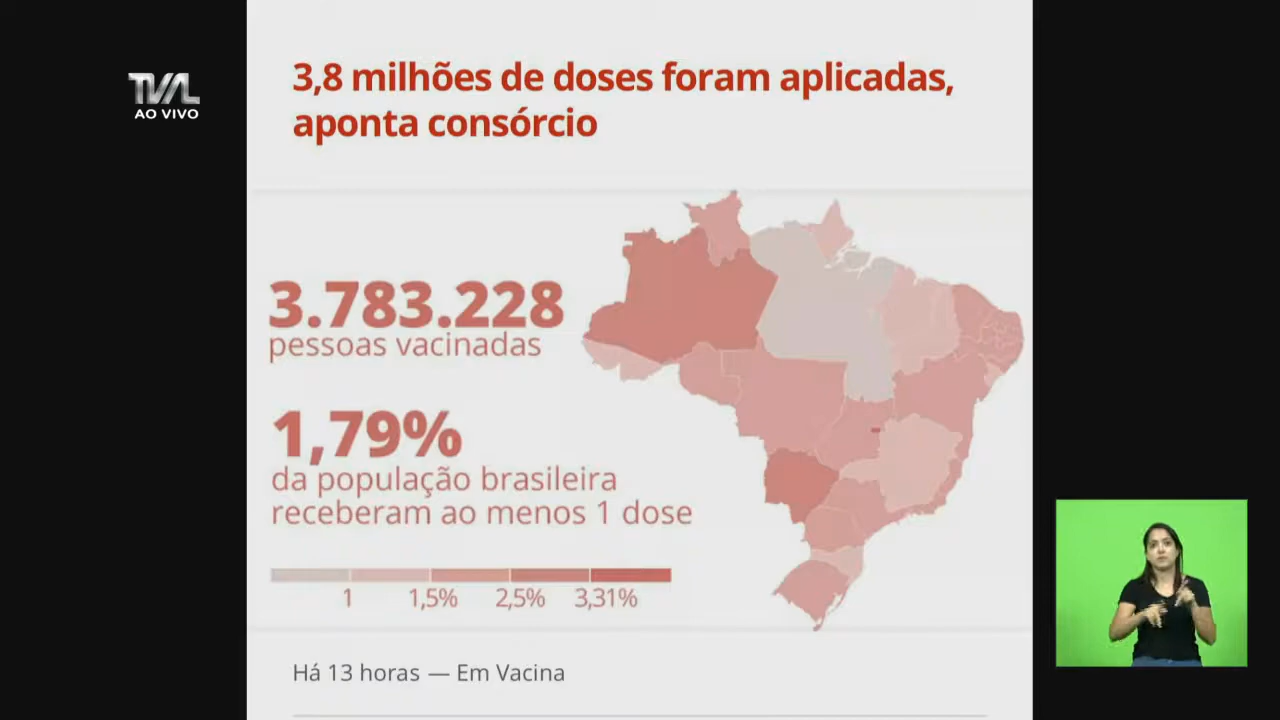 TVAL
AO VIVO
3,8 milhões de doses foram aplicadas,
aponta consórcio
3.783.228
pessoas vacinadas
1,79%
da população brasileira
receberam ao menos 1 dose
1 1,5% 2,5% 3,31%
Há 13 horas — Em Vacina